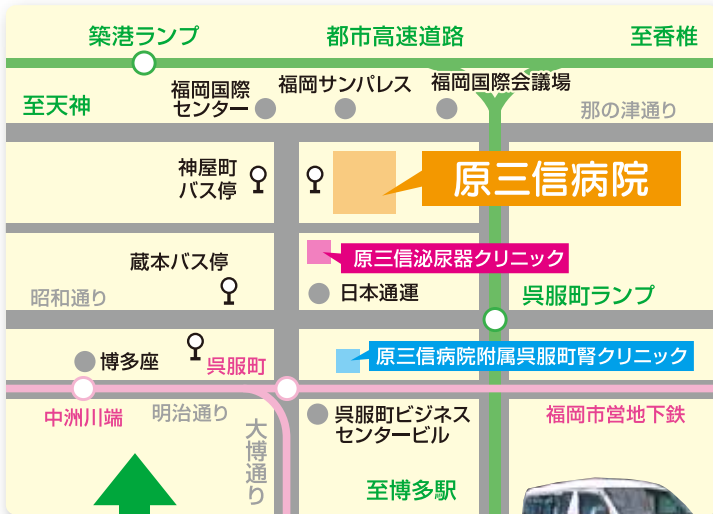 築港ランプ
都市高速道路
至香椎
至天神
福岡国際
センター
福岡サンパレス
福岡国際会議場
那の津通り
神屋町
バス停
原三信病院
蔵本バス停
原三信泌尿器クリニック
昭和通り
日本通運
呉服町ランプ
博多座
呉服町
原三信病院附属呉服町腎クリニック
中洲川端
明治通り
大博通り
呉服町ビジネス
センタービル
福岡市営地下鉄
至博多駅